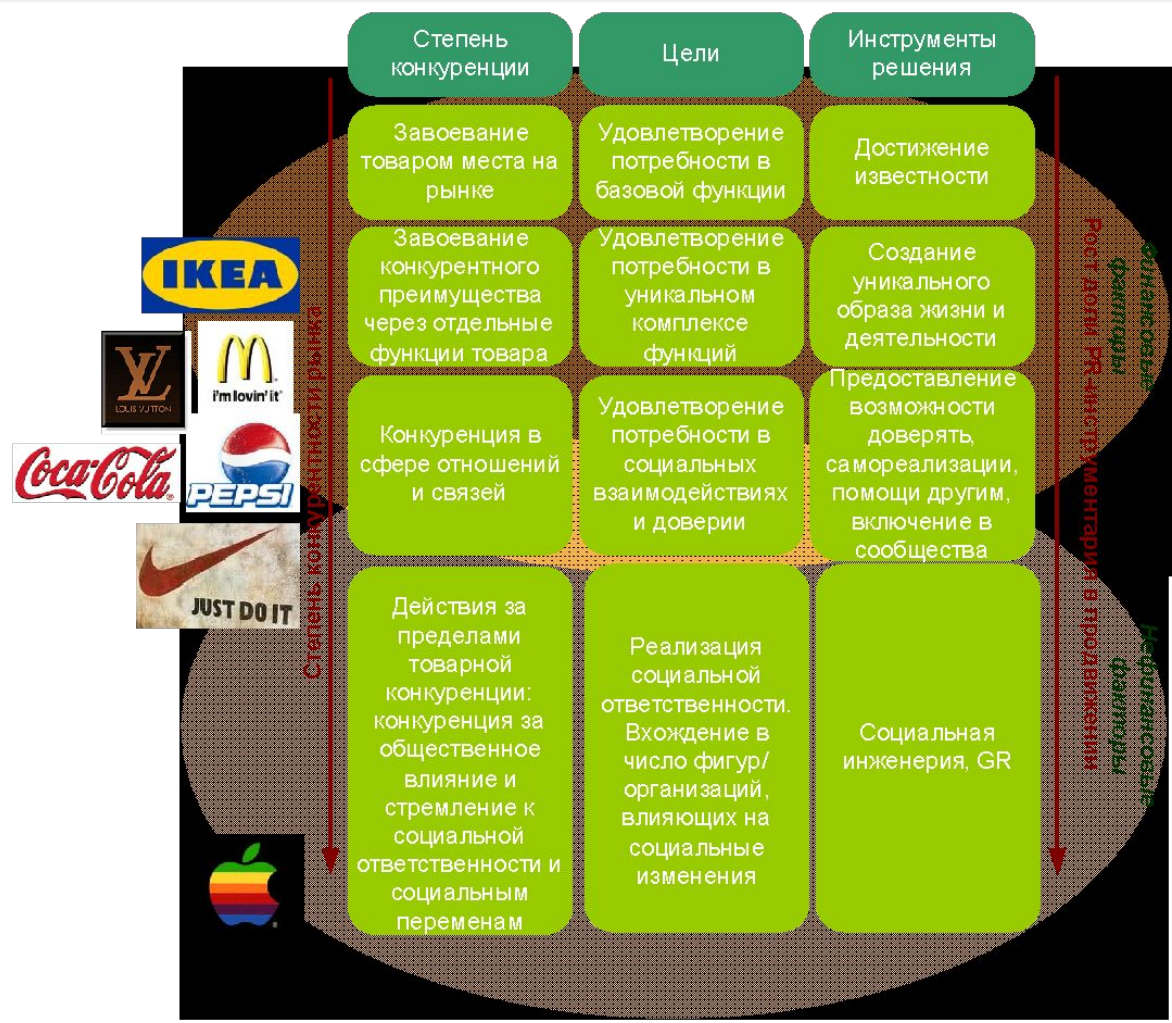 Степень
конкуренции
Цели
Инструменты
решения
Завоевание
товаром места на
рынке
Удовлетворение
потребности в
базовой функции
Достижение
известности
Завоевание
конкурентного
преимущества
через отдельные
функции товара
Удовлетворение
потребности в
уникальном
комплексе
функций
Создание
уникального
образа жизни и
деятельности
Конкуренция в
сфере отношений
и связей
Удовлетворение
потребности в
социальных
взаимодействиях
и доверии
Предоставление
возможности
доверять,
самореализации,
помощи другим,
включение в
сообщества
Действия за
пределами
товарной
конкуренции:
конкуренция за
общественное
влияние и
стремление к
социальной
ответственности и
социальным
переменам
Реализация
социальной
ответственности.
Вхождение в
число фигур/
организаций,
влияющих на
социальные
изменения
Социальная
инженерия, GR
IKEA
LV
LOUIS VUITTON
M
i'm lovin' it
Coca-Cola
PEPSI
JUST DO IT
Степень конкурентности рынка
Рост доли PR-инструментария в продвижении
Финансовые
факторы
Нефинансовые
факторы